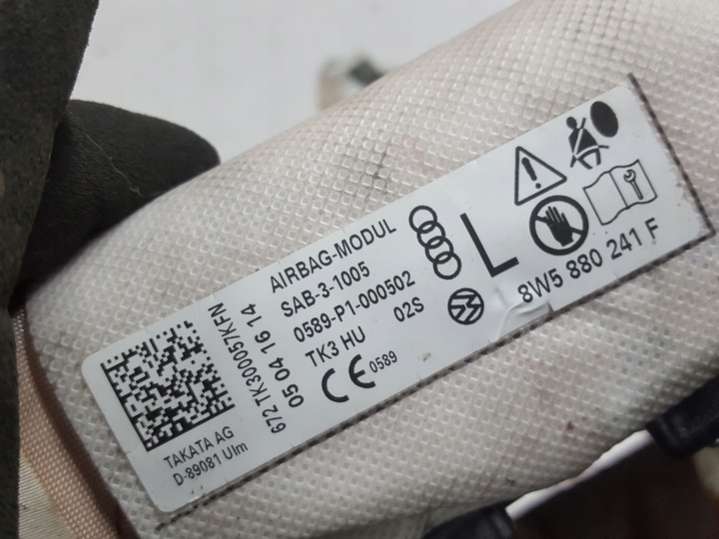 AIRBAG-MODUL
SAB-3-1005
0589-P1-000502
TK3 HU 02S
CE 0589
L
8W5 880 241 F
672 TK300057KFN
05 04 16 14
TAKATA AG
D-89081 Ulm